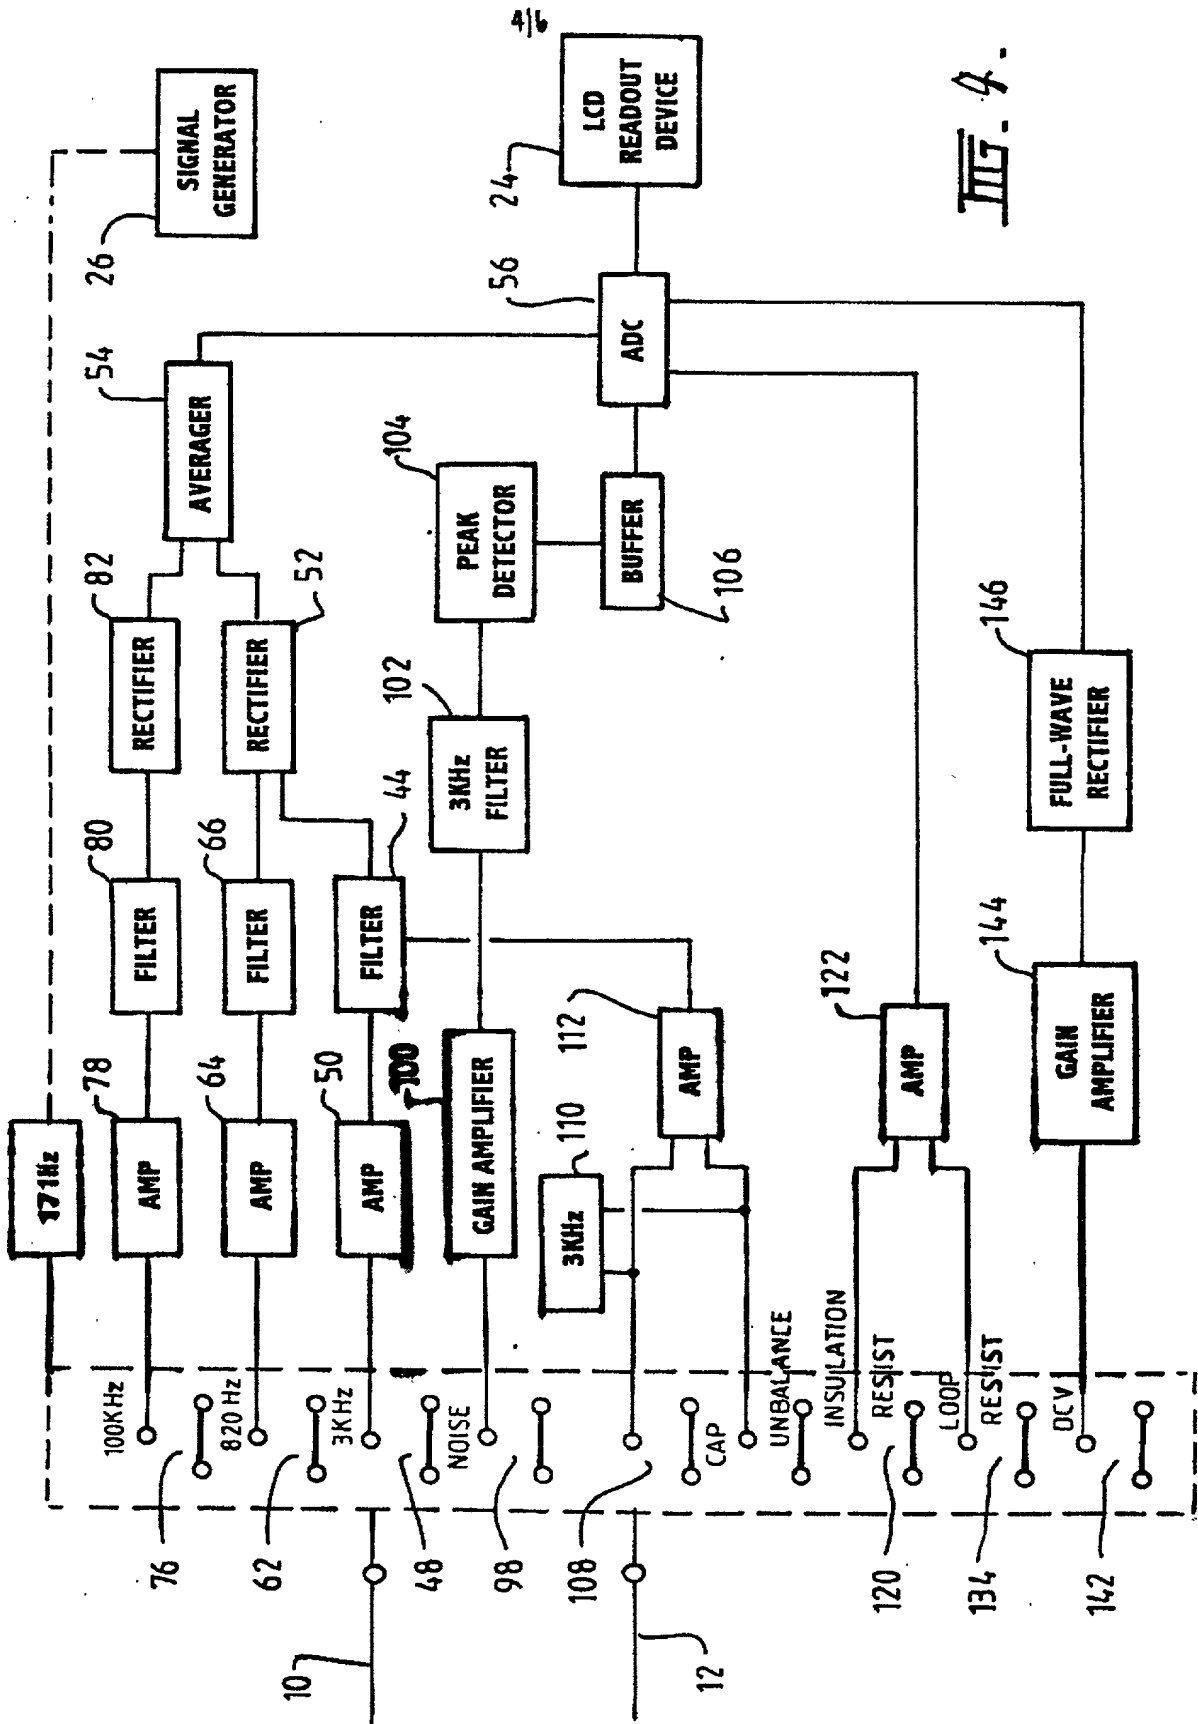 4/6
FIG. 4.
26
SIGNAL
GENERATOR
171Hz
100KHz
76
78
AMP
80
FILTER
82
RECTIFIER
54
AVERAGER
820 Hz
62
64
AMP
66
FILTER
RECTIFIER
52
3KHz
48
50
AMP
FILTER
44
NOISE
98
100
GAIN AMPLIFIER
102
3KHz
FILTER
104
PEAK
DETECTOR
BUFFER
106
56
ADC
24
LCD
READOUT
DEVICE
10
12
108
CAP
110
3KHz
112
AMP
UNBALANCE
INSULATION
RESIST
120
122
AMP
LOOP
RESIST
134
DCV
142
144
GAIN
AMPLIFIER
146
FULL-WAVE
RECTIFIER